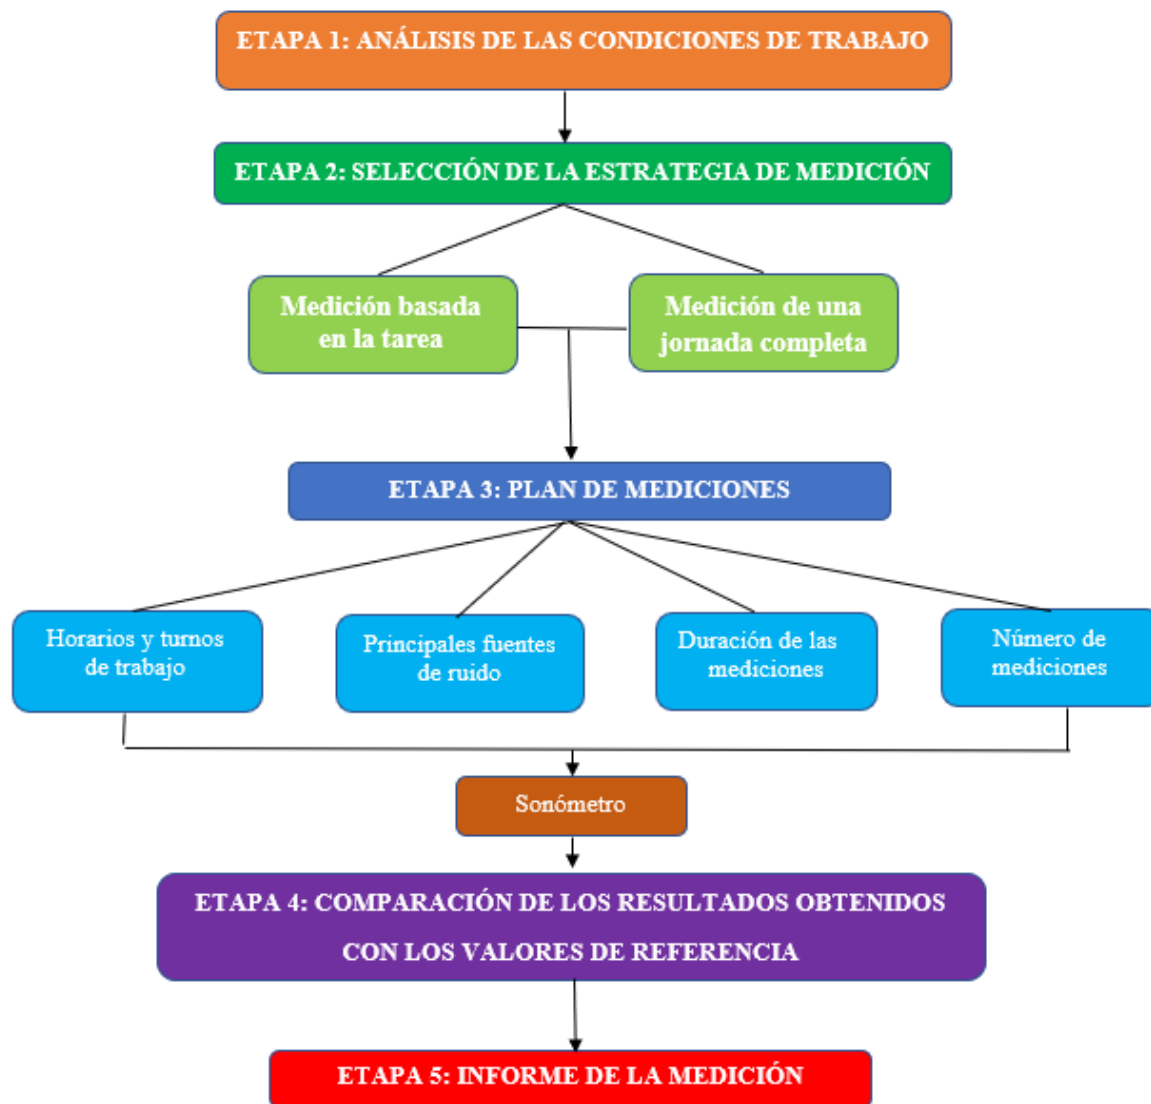 ETAPA 1: ANÁLISIS DE LAS CONDICIONES DE TRABAJO
ETAPA 2: SELECCIÓN DE LA ESTRATEGIA DE MEDICIÓN
Medición basada
en la tarea
Medición de una
jornada completa
ETAPA 3: PLAN DE MEDICIONES
Horarios y turnos
de trabajo
Principales fuentes
de ruido
Duración de las
mediciones
Número de
mediciones
Sonómetro
ETAPA 4: COMPARACIÓN DE LOS RESULTADOS OBTENIDOS
CON LOS VALORES DE REFERENCIA
ETAPA 5: INFORME DE LA MEDICIÓN